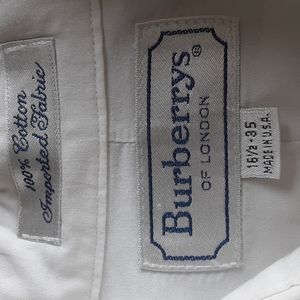 100% Cotton
Imported Fabric
Burberrys®
OF LONDON
16½-35
MADE IN U.S.A.